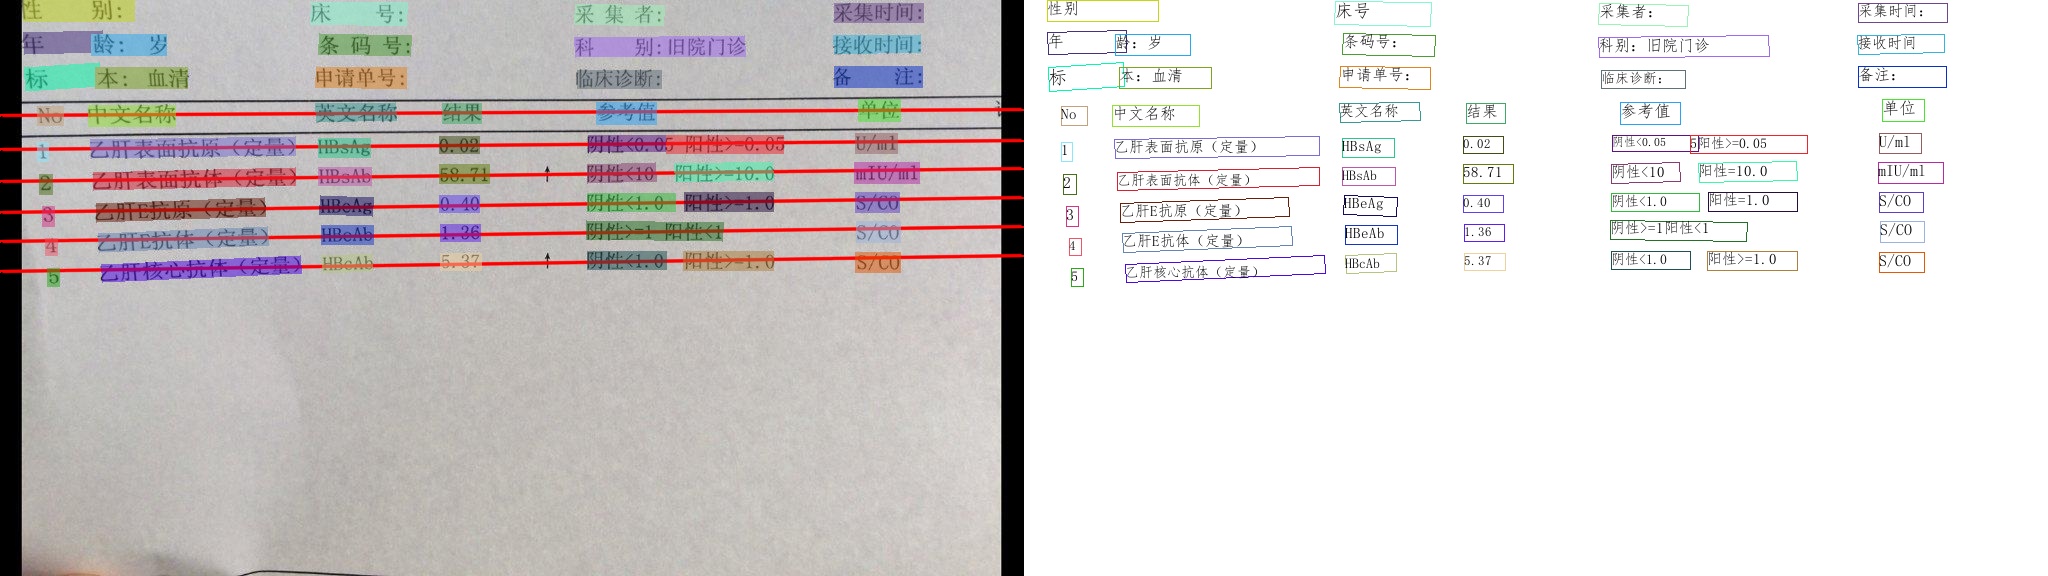 性 别:
床 号:
采 集 者:
采集时间:
年 龄: 岁
条 码 号:
科 别:旧院门诊
接收时间:
标 本: 血清
申请单号:
临床诊断:
备 注:
No 中文名称 英文名称 结果 参考值 单位
1 乙肝表面抗原（定量） HBsAg 0.02 阴性<0.05 阳性>=0.05 U/ml
2 乙肝表面抗体（定量） HBsAb 58.71 ↑ 阴性<10 阳性>=10.0 mIU/ml
3 乙肝E抗原（定量） HBeAg 0.40 阴性<1.0 阳性>=1.0 S/CO
4 乙肝E抗体（定量） HBeAb 1.36 阴性>=1 阳性<1 S/CO
5 乙肝核心抗体（定量） HBcAb 5.37 ↑ 阴性<1.0 阳性>=1.0 S/CO
性别
床号
采集者:
采集时间:
年 龄: 岁
条码号:
科别: 旧院门诊
接收时间
标 本: 血清
申请单号:
临床诊断:
备注:
No 中文名称 英文名称 结果 参考值 单位
1 乙肝表面抗原（定量） HBsAg 0.02 阴性<0.05 5阳性>=0.05 U/ml
2 乙肝表面抗体（定量） HBsAb 58.71 阴性<10 阳性=10.0 mIU/ml
3 乙肝E抗原（定量） HBeAg 0.40 阴性<1.0 阳性=1.0 S/CO
4 乙肝E抗体（定量） HBeAb 1.36 阴性>=1阳性<1 S/CO
5 乙肝核心抗体（定量） HBcAb 5.37 阴性<1.0 阳性>=1.0 S/CO